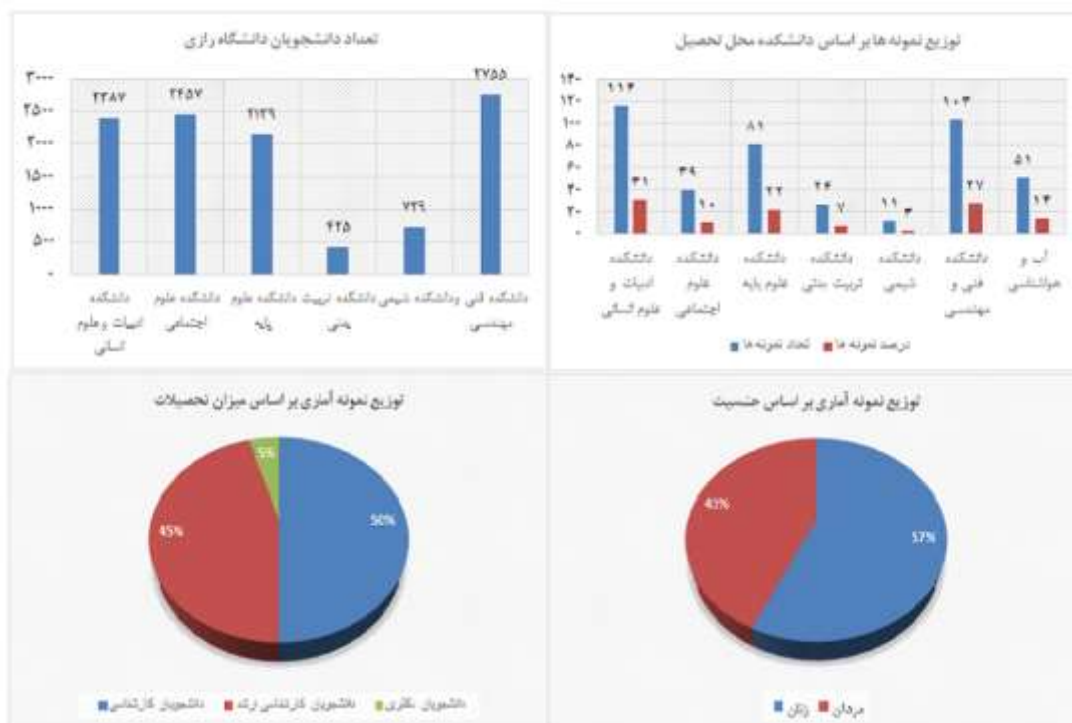 توزیع نمونه ها بر اساس دانشکده محل تحصیل
۱۴۰
۱۲۰
۱۰۰
۸۰
۶۰
۴۰
۲۰
۰
۳۱
۳۹
۱۰
۸۱
۲۲
۷
۱۱
۱۰۳
۲۷
۵۱
۱۴
دانشکده ادبیات و علوم انسانی
دانشکده علوم اجتماعی
دانشکده علوم پایه
دانشکده تربیت بدنی
دانشکده شیمی
دانشکده فنی و مهندسی
آب و هواشناسی
تعداد نمونه ها
درصد نمونه ها
تعداد دانشجویان دانشگاه رازی
۳۰۰۰
۲۵۰۰
۲۰۰۰
۱۵۰۰
۱۰۰۰
۵۰۰
۰
۲۳۸۷
۲۴۵۷
۲۱۳۹
۴۲۵
۷۲۹
۲۷۵۵
دانشکده ادبیات و علوم انسانی
دانشکده علوم اجتماعی
دانشکده علوم پایه
دانشکده تربیت بدنی
دانشکده شیمی
دانشکده فنی و مهندسی
توزیع نمونه آماری بر اساس جنسیت
57%
43%
زنان
مردان
توزیع نمونه آماری بر اساس میزان تحصیلات
50%
45%
5%
دانشجویان کارشناسی
دانشجویان کارشناسی ارشد
دانشجویان دکتری